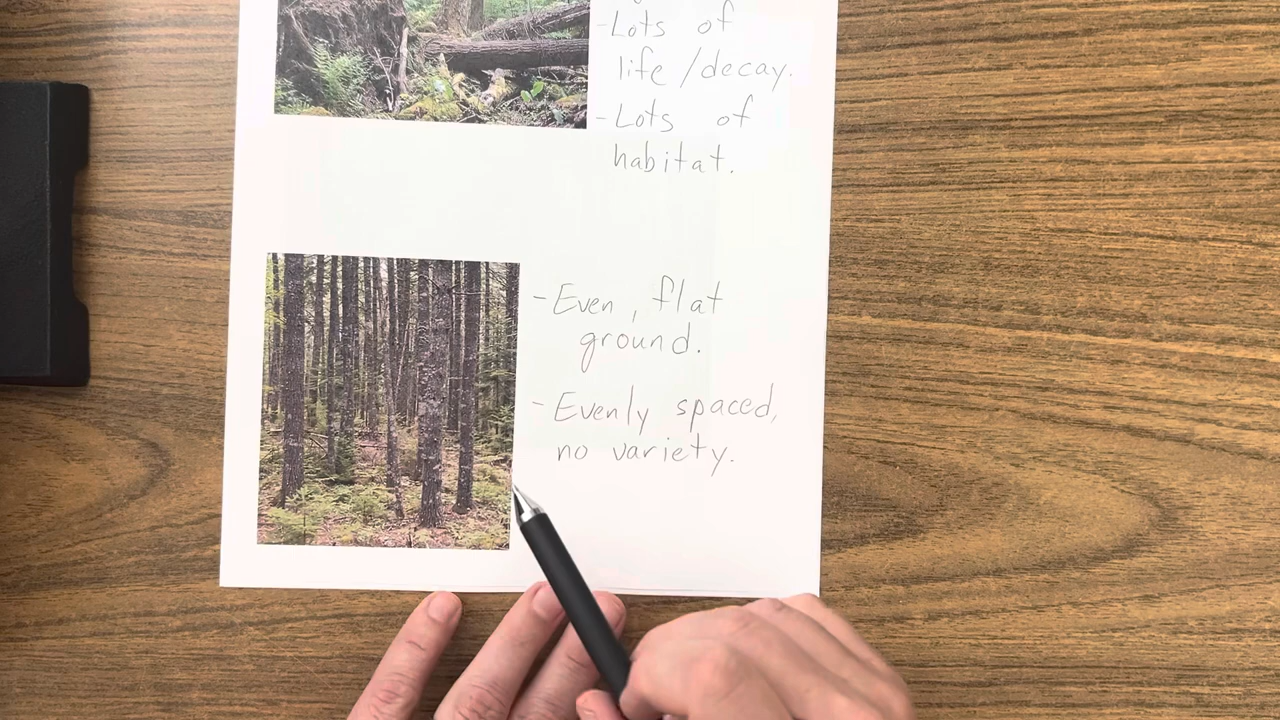 -Lots of
life/decay.
-Lots of
habitat.
-Even, flat
ground.
-Evenly spaced,
no variety.